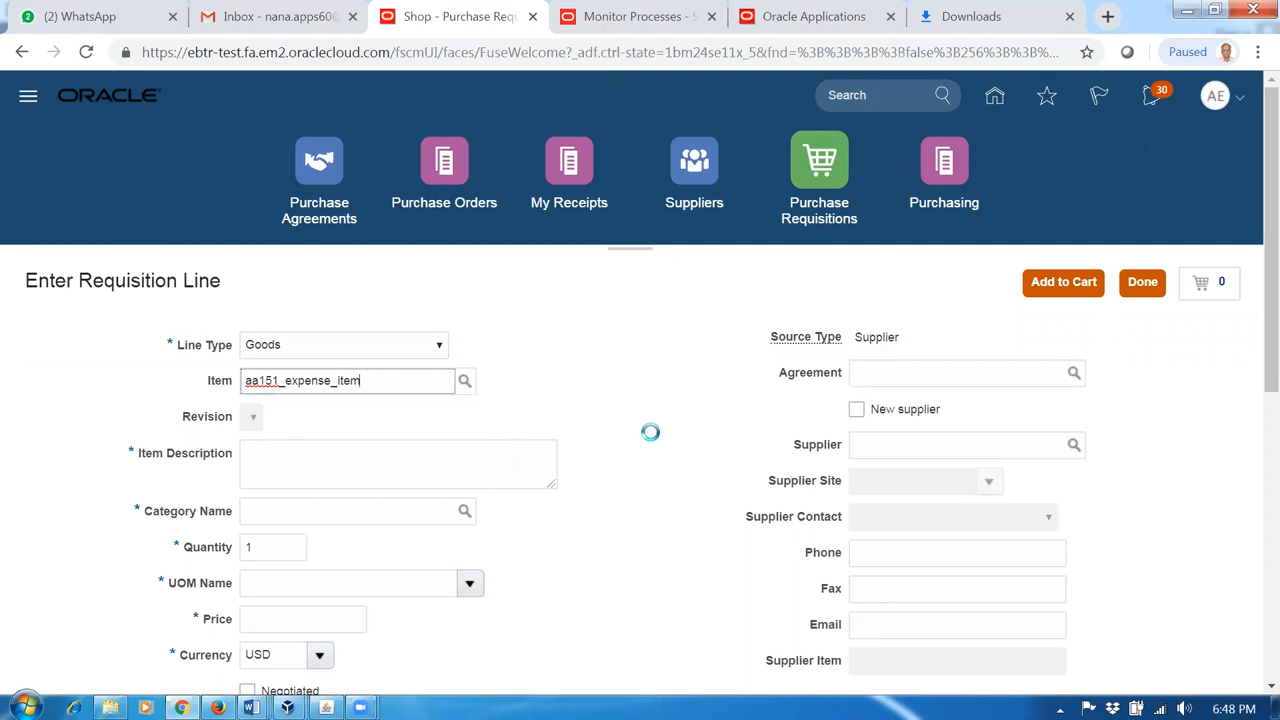 (2) WhatsApp
Inbox - nana.apps60@
Shop - Purchase Requ
Monitor Processes - S
Oracle Applications
Downloads
https://ebtr-test.fa.em2.oraclecloud.com/fscmUI/faces/FuseWelcome?_adf.ctrl-state=1bm24se11x_5&fnd=%3B%3B%3B%3Bfalse%3B256%3B%3B%3B...
Paused
ORACLE
Search
30
AE
Purchase Agreements
Purchase Orders
My Receipts
Suppliers
Purchase Requisitions
Purchasing
Enter Requisition Line
Add to Cart
Done
0
* Line Type Goods
Item aa151_expense_item
Revision
* Item Description
* Category Name
* Quantity 1
* UOM Name
* Price
* Currency USD
Negotiated
Source Type Supplier
Agreement
New supplier
Supplier
Supplier Site
Supplier Contact
Phone
Fax
Email
Supplier Item
6:48 PM